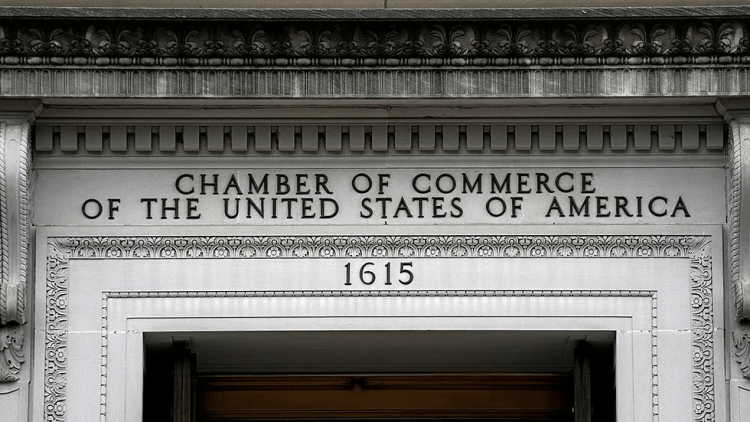 CHAMBER OF COMMERCE
OF THE UNITED STATES OF AMERICA
1615